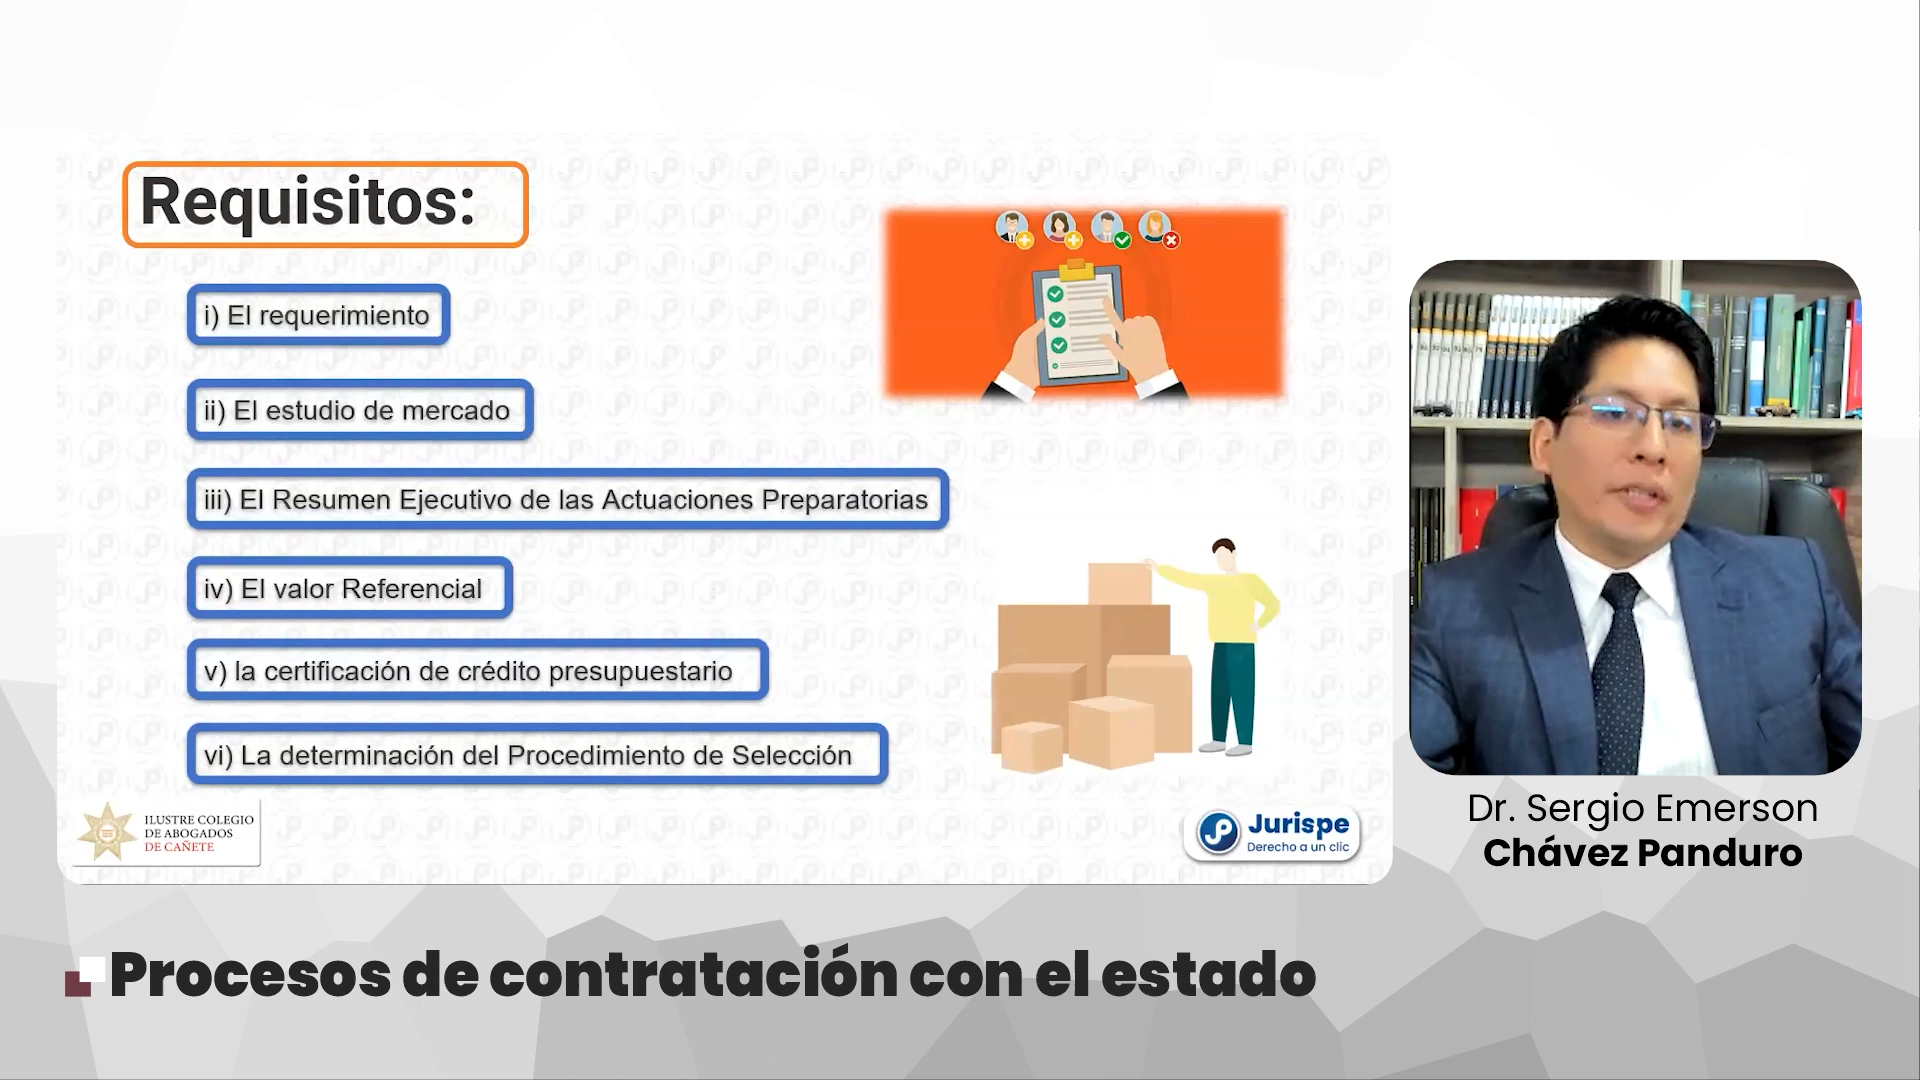 Requisitos:
i) El requerimiento
ii) El estudio de mercado
iii) El Resumen Ejecutivo de las Actuaciones Preparatorias
iv) El valor Referencial
v) la certificación de crédito presupuestario
vi) La determinación del Procedimiento de Selección
ILUSTRE COLEGIO
DE ABOGADOS
DE CAÑETE
Jurispe
Derecho a un clic
Dr. Sergio Emerson
Chávez Panduro
Procesos de contratación con el estado